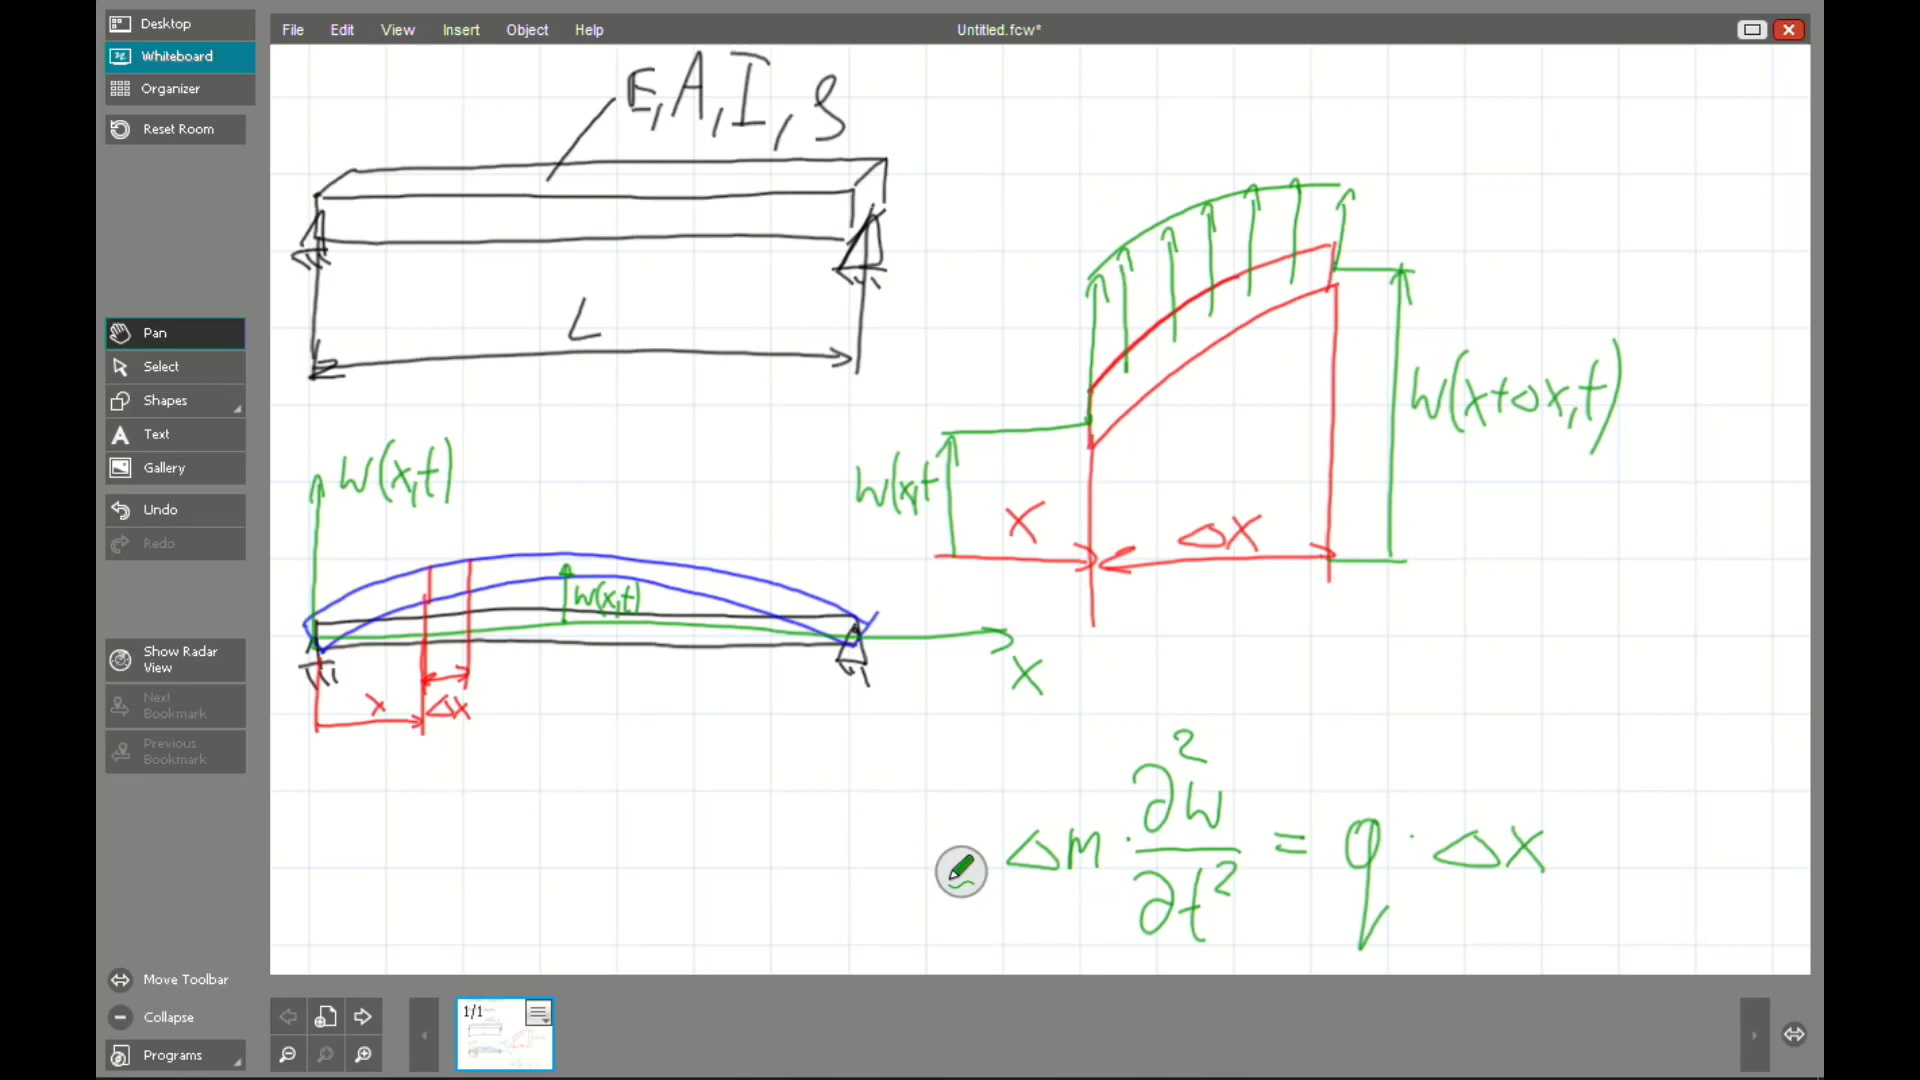 Desktop
Whiteboard
Organizer
Reset Room
Pan
Select
Shapes
Text
Gallery
Undo
Redo
Show Radar
View
Next
Bookmark
Previous
Bookmark
Move Toolbar
Collapse
Programs
File Edit View Insert Object Help
Untitled.fcw*
E, A, I, ρ
L
w(x,t)
w(x,t)
x
x Δx
w(x,t
x
Δx
w(x+Δx,t)
Δm · ∂²w/∂t² = q · Δx
1/1